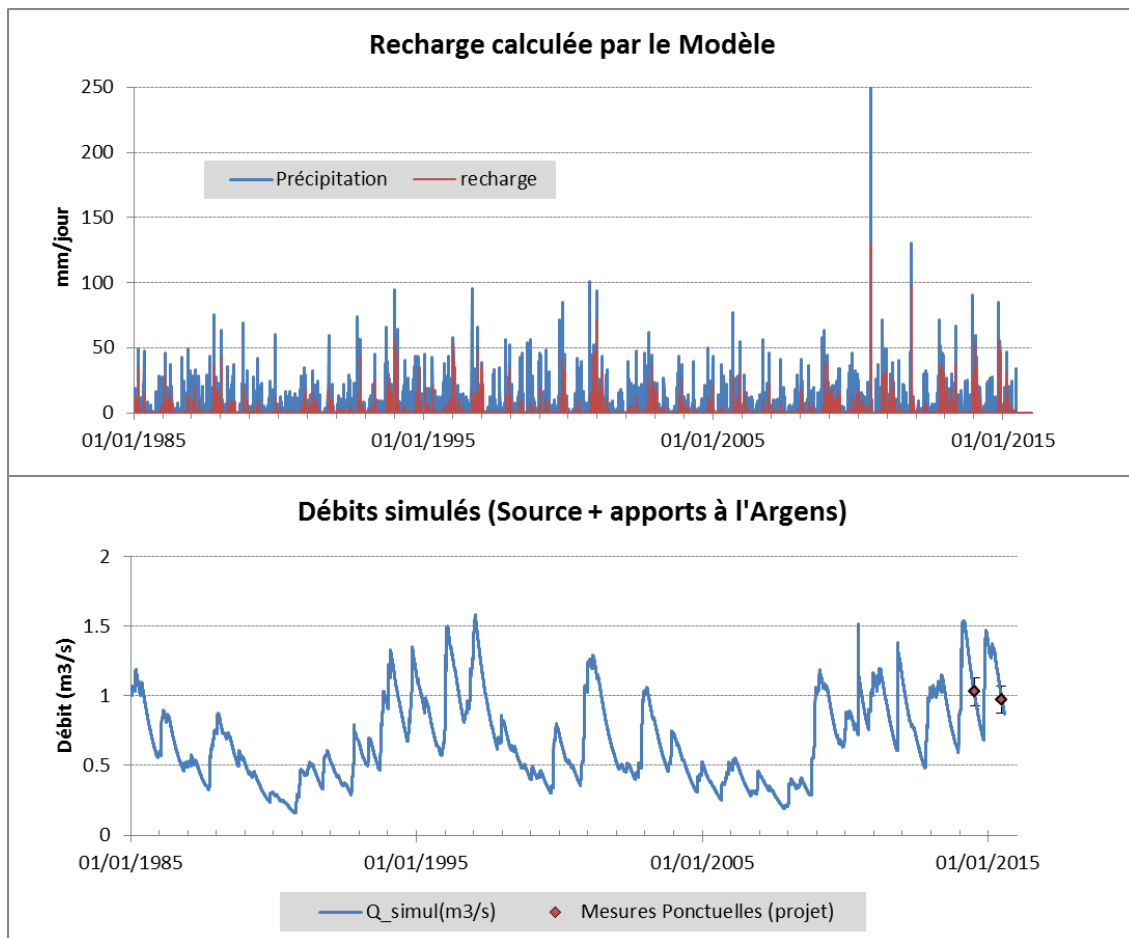 Recharge calculée par le Modèle
250
200
150
100
50
0
mm/jour
Précipitation
recharge
01/01/1985
01/01/1995
01/01/2005
01/01/2015
Débits simulés (Source + apports à l'Argens)
2
1.5
1
0.5
0
Débit (m3/s)
01/01/1985
01/01/1995
01/01/2005
01/01/2015
Q_simul(m3/s)
Mesures Ponctuelles (projet)